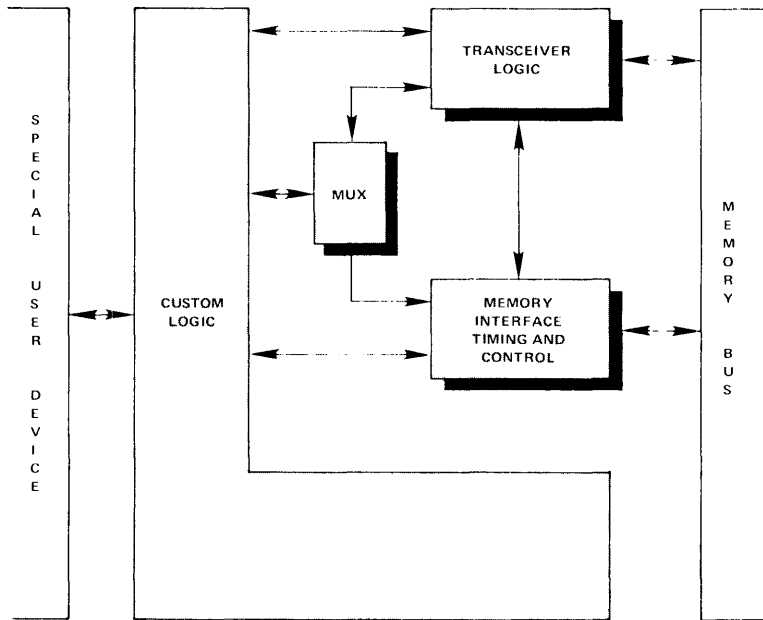 SPECIAL USER DEVICE
CUSTOM
LOGIC
MUX
TRANSCEIVER
LOGIC
MEMORY
INTERFACE
TIMING AND
CONTROL
MEMORY BUS